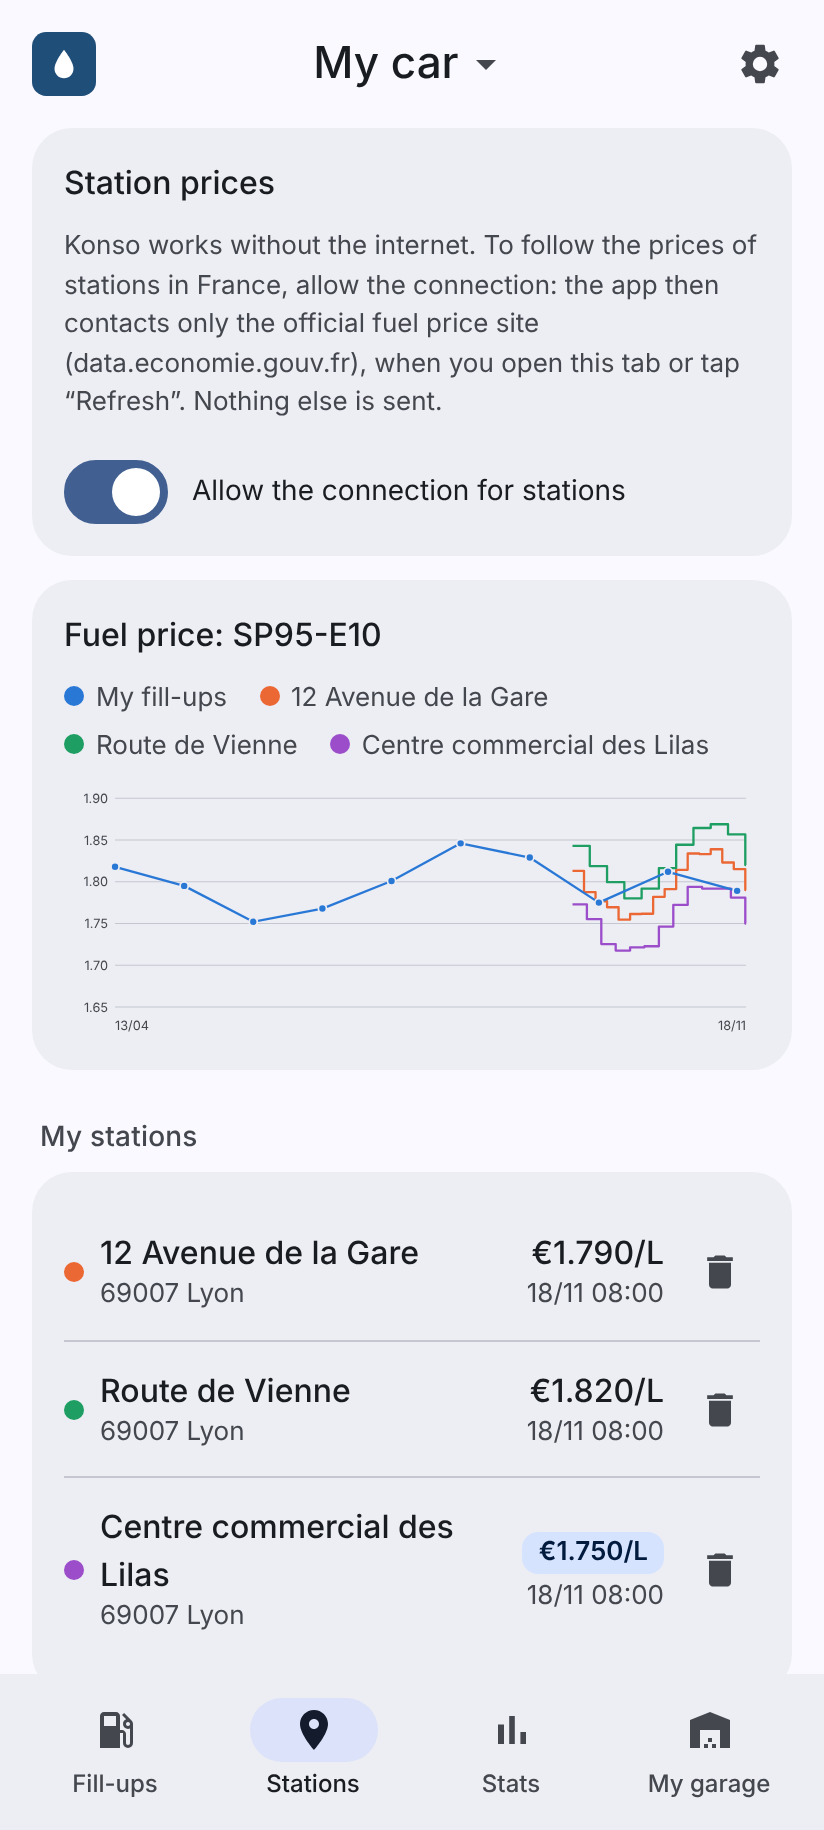 My car
Station prices
Konso works without the internet. To follow the prices of
stations in France, allow the connection: the app then
contacts only the official fuel price site
(data.economie.gouv.fr), when you open this tab or tap
“Refresh”. Nothing else is sent.
Allow the connection for stations
Fuel price: SP95-E10
My fill-ups
12 Avenue de la Gare
Route de Vienne
Centre commercial des Lilas
1.90
1.85
1.80
1.75
1.70
1.65
13/04
18/11
My stations
12 Avenue de la Gare
€1.790/L
69007 Lyon
18/11 08:00
Route de Vienne
€1.820/L
69007 Lyon
18/11 08:00
Centre commercial des
Lilas
€1.750/L
69007 Lyon
18/11 08:00
Fill-ups
Stations
Stats
My garage